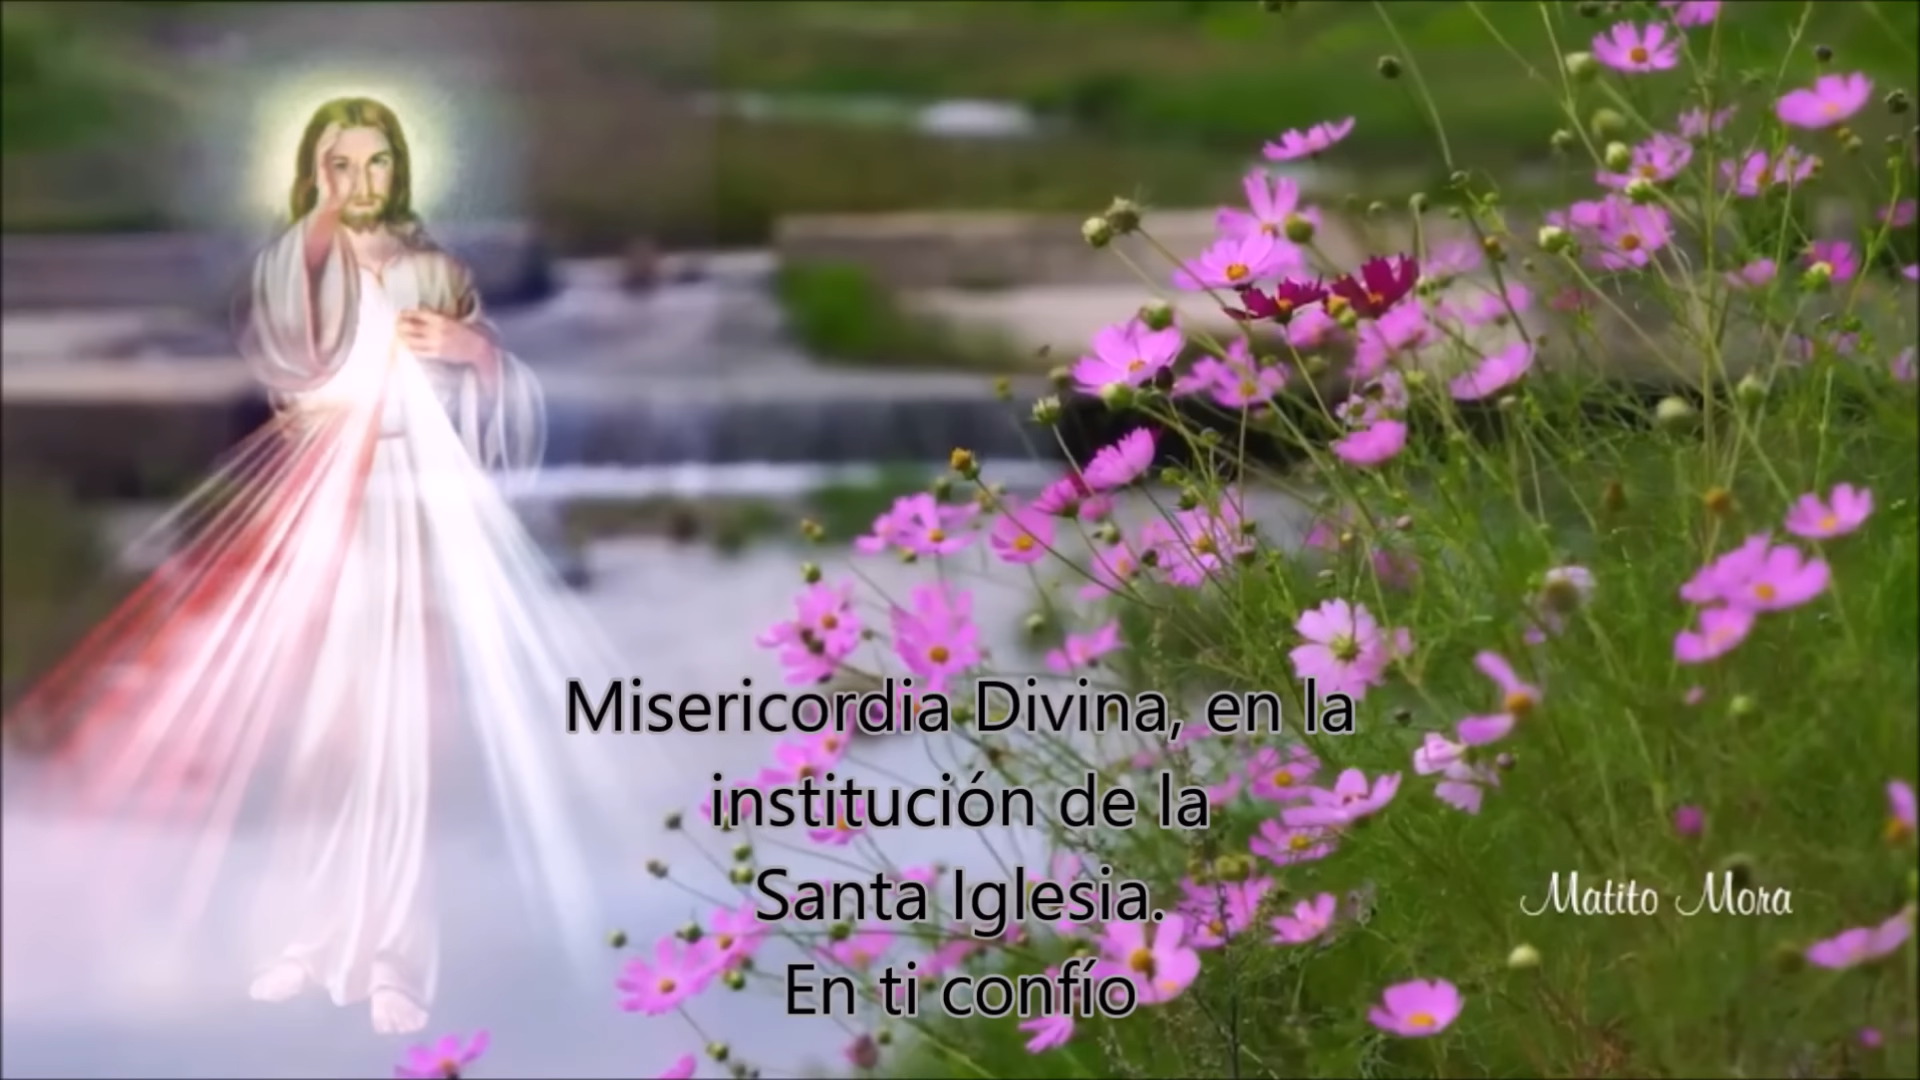 Misericordia Divina, en la
institución de la
Santa Iglesia.
En ti confío
Matito Mora